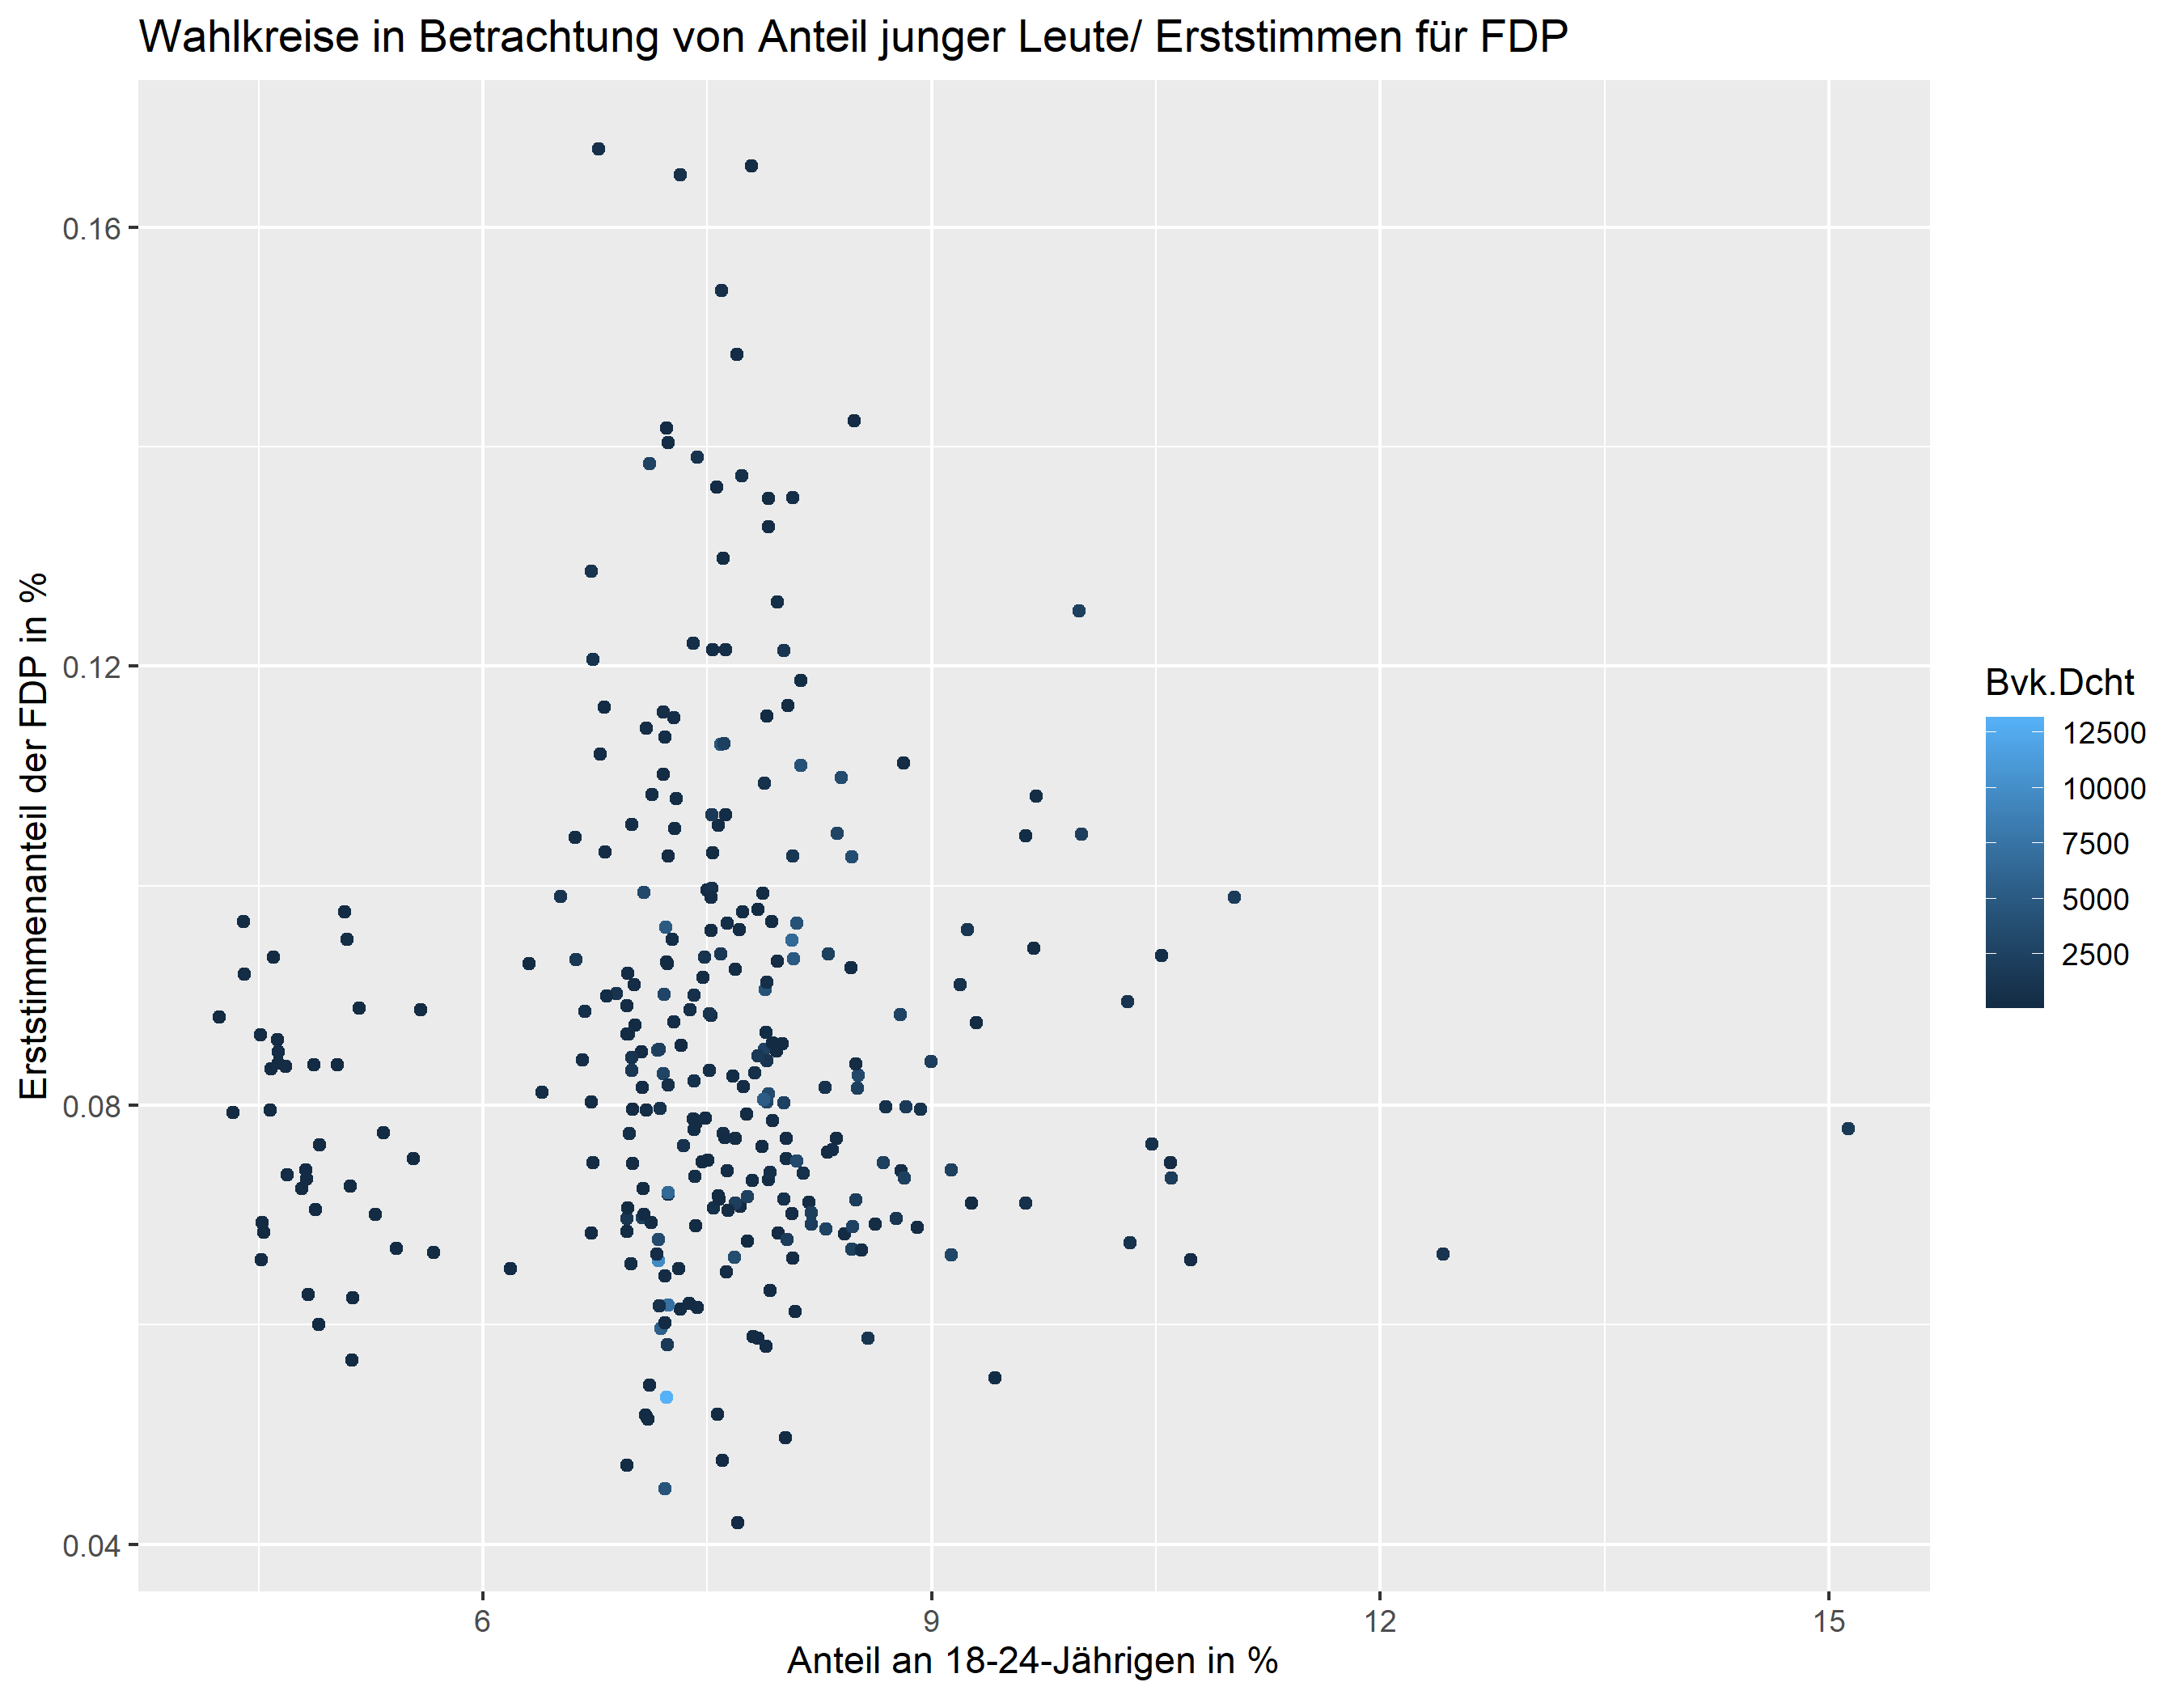 Wahlkreise in Betrachtung von Anteil junger Leute/ Erststimmen für FDP
Erststimmenanteil der FDP in %
0.16
0.12
0.08
0.04
6 9 12 15
Anteil an 18-24-Jährigen in %
Bvk.Dcht
12500
10000
7500
5000
2500